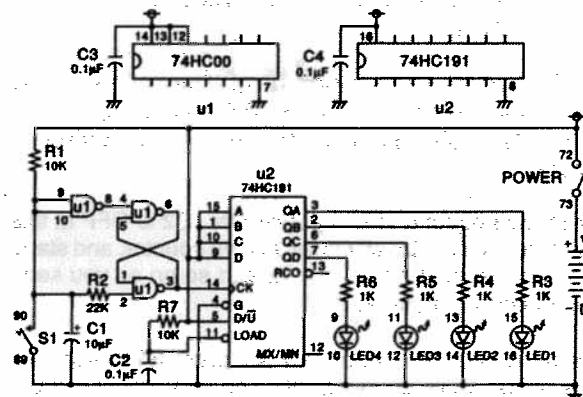 14 13 12
C3
0.1µF
74HC00
7
u1
16
C4
0.1µF
74HC191
8
u2
R1
10K
9
10
u1
8
4
5
u1
6
1
2
u1
3
R2
22K
R7
10K
90
S1
89
C1
10µF
C2
0.1µF
u2
74HC191
15
1
10
9
14
4
5
11
A
B
C
D
CK
G
D/U
LOAD
QA
QB
QC
QD
RCO
MX/MN
3
2
6
7
13
12
R6
1K
R5
1K
R4
1K
R3
1K
9
10
LED4
11
12
LED3
13
14
LED2
15
16
LED1
72
POWER
73